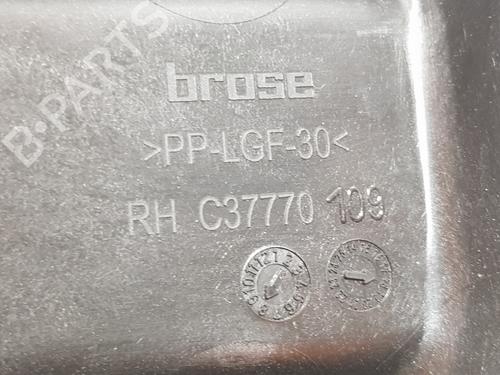 brose
>PP-LGF-30<
RH C37770 109
B-PARTS